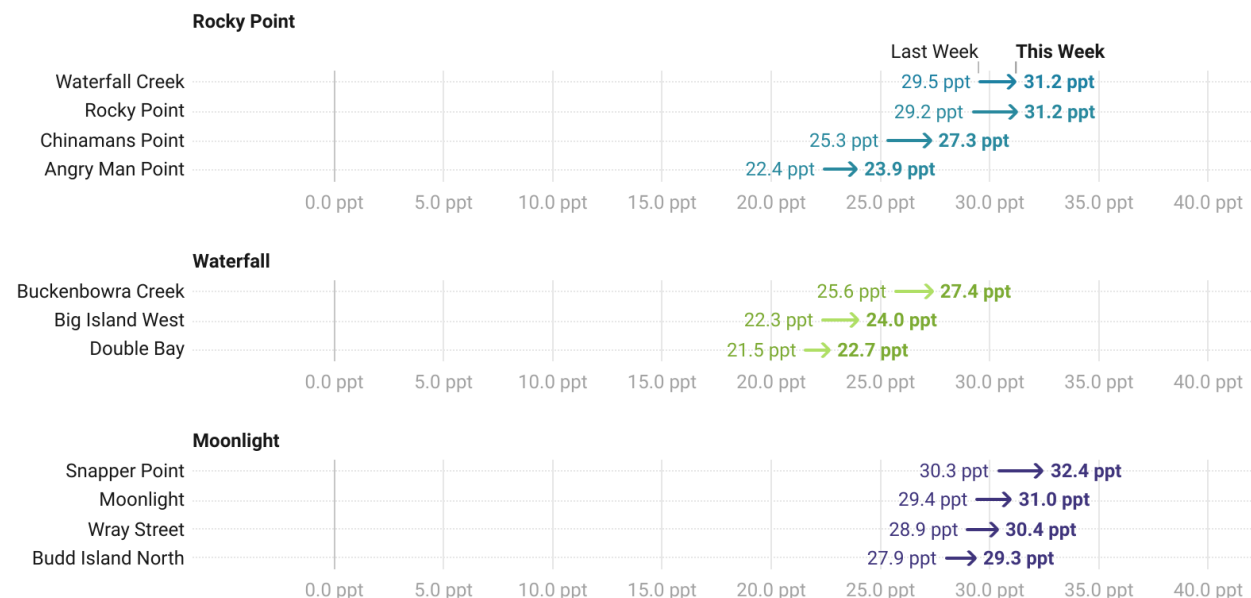 Rocky Point
Last Week This Week
Waterfall Creek 29.5 ppt 31.2 ppt
Rocky Point 29.2 ppt 31.2 ppt
Chinamans Point 25.3 ppt 27.3 ppt
Angry Man Point 22.4 ppt 23.9 ppt
0.0 ppt 5.0 ppt 10.0 ppt 15.0 ppt 20.0 ppt 25.0 ppt 30.0 ppt 35.0 ppt 40.0 ppt
Waterfall
Buckenbowra Creek 25.6 ppt 27.4 ppt
Big Island West 22.3 ppt 24.0 ppt
Double Bay 21.5 ppt 22.7 ppt
0.0 ppt 5.0 ppt 10.0 ppt 15.0 ppt 20.0 ppt 25.0 ppt 30.0 ppt 35.0 ppt 40.0 ppt
Moonlight
Snapper Point 30.3 ppt 32.4 ppt
Moonlight 29.4 ppt 31.0 ppt
Wray Street 28.9 ppt 30.4 ppt
Budd Island North 27.9 ppt 29.3 ppt
0.0 ppt 5.0 ppt 10.0 ppt 15.0 ppt 20.0 ppt 25.0 ppt 30.0 ppt 35.0 ppt 40.0 ppt